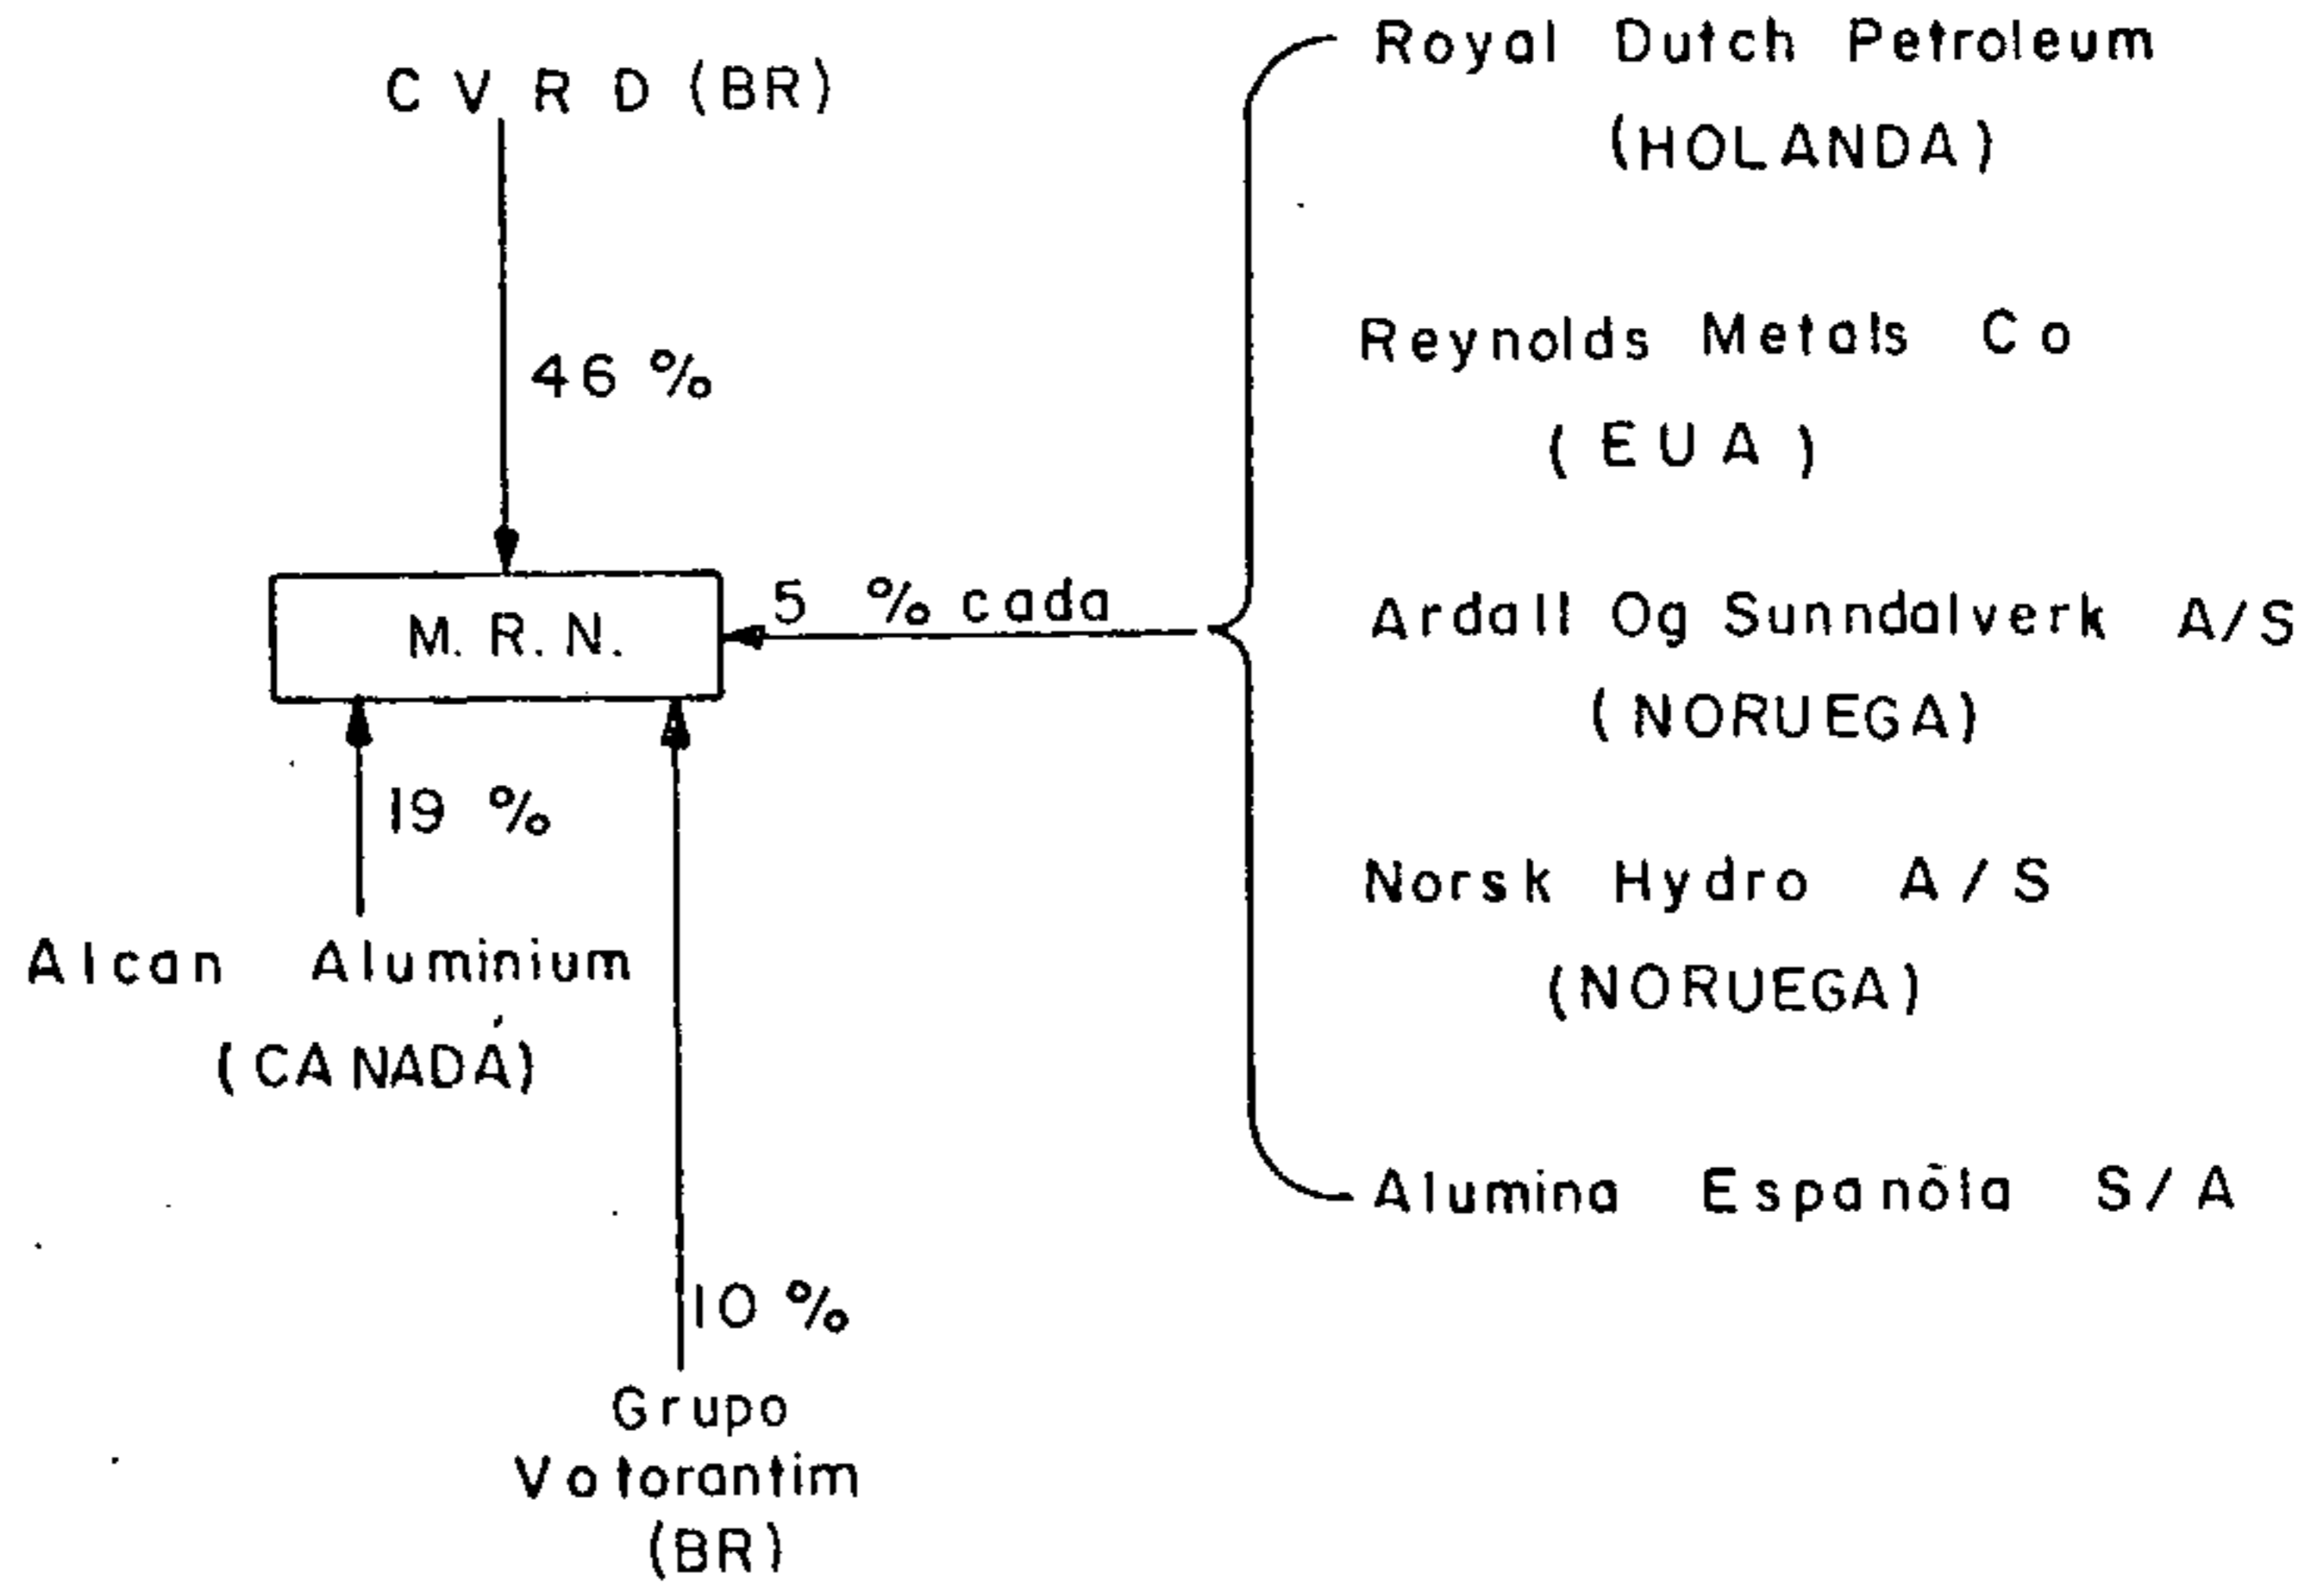 C V R D (BR)
46 %
M. R. N.
19 %
Alcan Aluminium
(CANADÁ)
10 %
Grupo
Votorantim
(BR)
5 % cada
Royal Dutch Petroleum
(HOLANDA)
Reynolds Metals Co
(EUA)
Ardall Og Sunndalverk A/S
(NORUEGA)
Norsk Hydro A/S
(NORUEGA)
Alumina Espanõla S/A